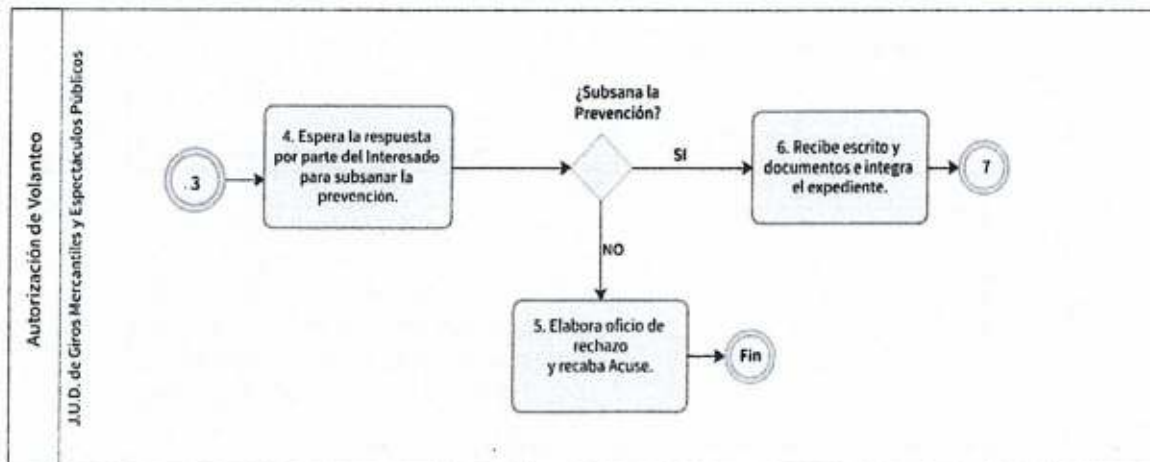 Autorización de Volanteo
J.U.D. de Giros Mercantiles y Espectáculos Públicos
.3
4. Espera la respuesta
por parte del Interesado
para subsanar la
prevención.
¿Subsana la
Prevención?
SI
6. Recibe escrito y
documentos e integra
el expediente.
7
NO
5. Elabora oficio de
rechazo
y recaba Acuse.
Fin